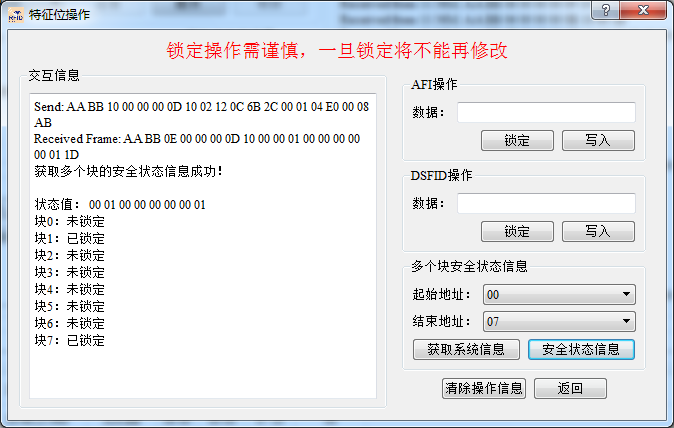 特征位操作
锁定操作需谨慎，一旦锁定将不能再修改
交互信息
Send: AA BB 10 00 00 00 0D 10 02 12 0C 6B 2C 00 01 04 E0 00 08
AB
Received Frame: AA BB 0E 00 00 00 0D 10 00 00 01 00 00 00 00
00 01 1D
获取多个块的安全状态信息成功！
状态值： 00 01 00 00 00 00 00 01
块0：未锁定
块1：已锁定
块2：未锁定
块3：未锁定
块4：未锁定
块5：未锁定
块6：未锁定
块7：已锁定
AFI操作
数据：
锁定 写入
DSFID操作
数据：
锁定 写入
多个块安全状态信息
起始地址： 00
结束地址： 07
获取系统信息 安全状态信息
清除操作信息 返回